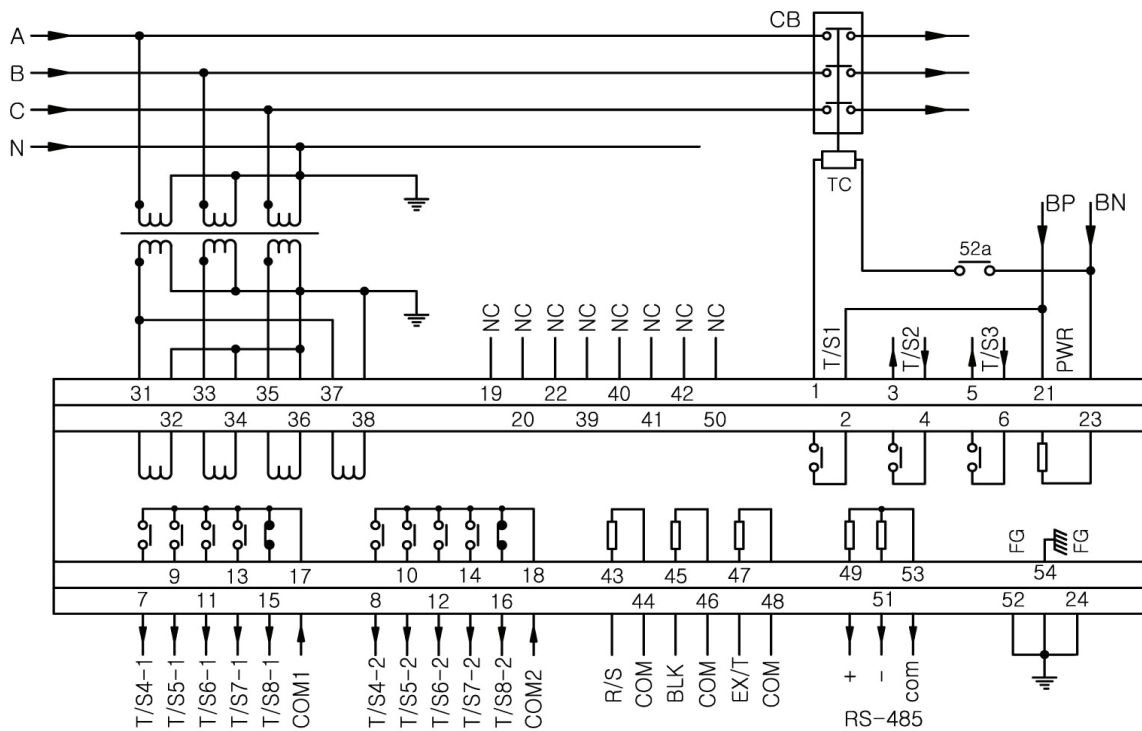 A
B
C
N
CB
TC
BP BN
52a
NC NC NC NC NC NC NC NC
T/S1 T/S2 T/S3 PWR
31 33 35 37 19 22 40 42 1 3 5 21
32 34 36 38 20 39 41 50 2 4 6 23
FG FG
9 13 17 10 14 18 43 45 47 49 53 54
7 11 15 8 12 16 44 46 48 51 52 24
T/S4-1 T/S5-1 T/S6-1 T/S7-1 T/S8-1 COM1 T/S4-2 T/S5-2 T/S6-2 T/S7-2 T/S8-2 COM2 R/S COM BLK COM EX/T COM + - com
RS-485